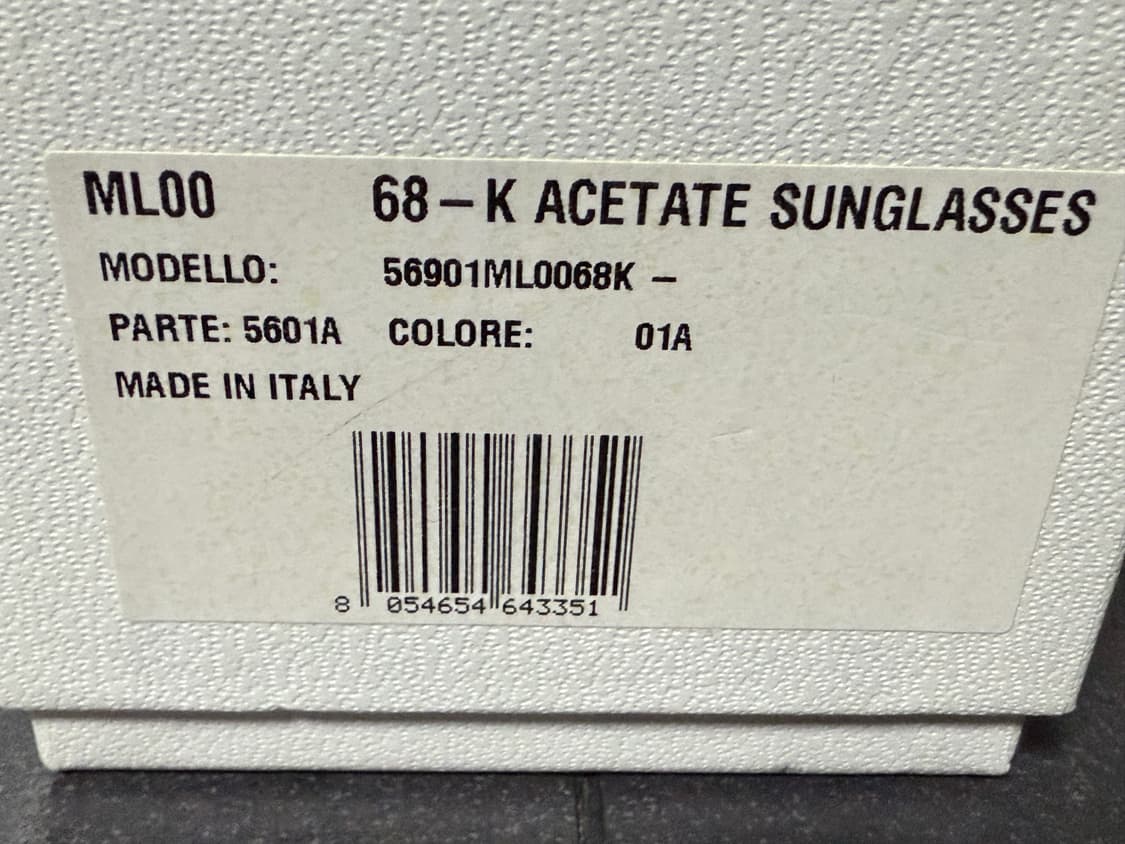 ML00 68-K ACETATE SUNGLASSES
MODELLO: 56901ML0068K -
PARTE: 5601A COLORE: 01A
MADE IN ITALY
8 054654 643351